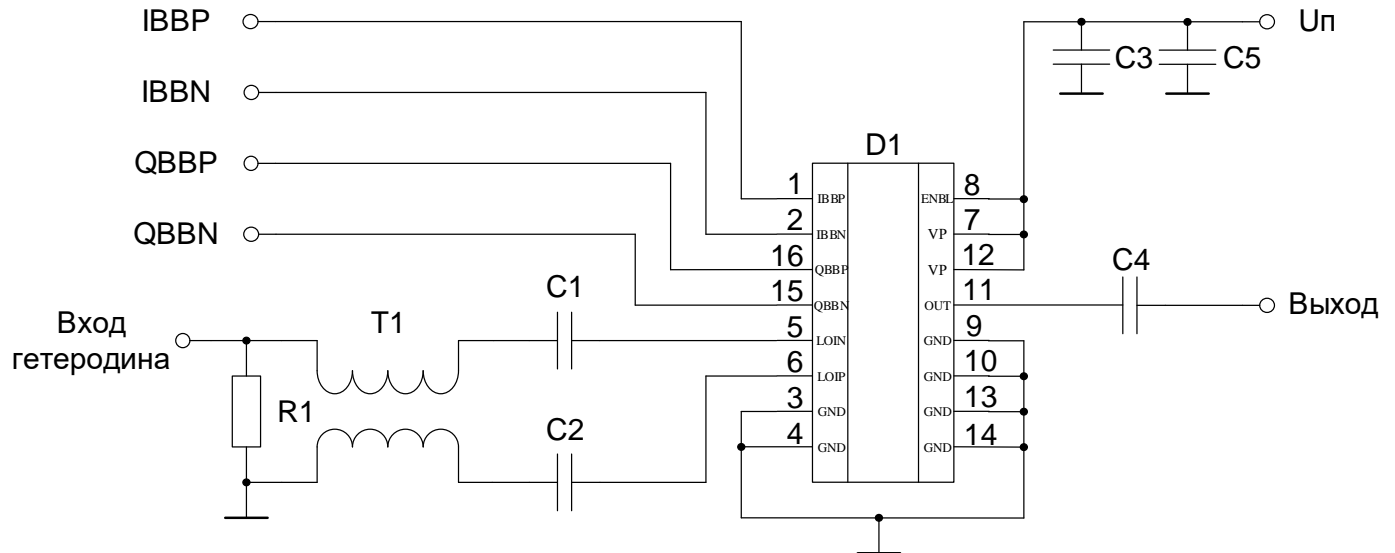 IBBP
Uп
C3
C5
IBBN
D1
QBBP
1
IBBP
ENBL
8
QBBN
2
IBBN
VP
7
16
QBBP
VP
12
C4
C1
15
QBBN
OUT
11
Выход
Вход
гетеродина
T1
5
LOIN
GND
9
6
LOIP
GND
10
R1
C2
3
GND
GND
13
4
GND
GND
14